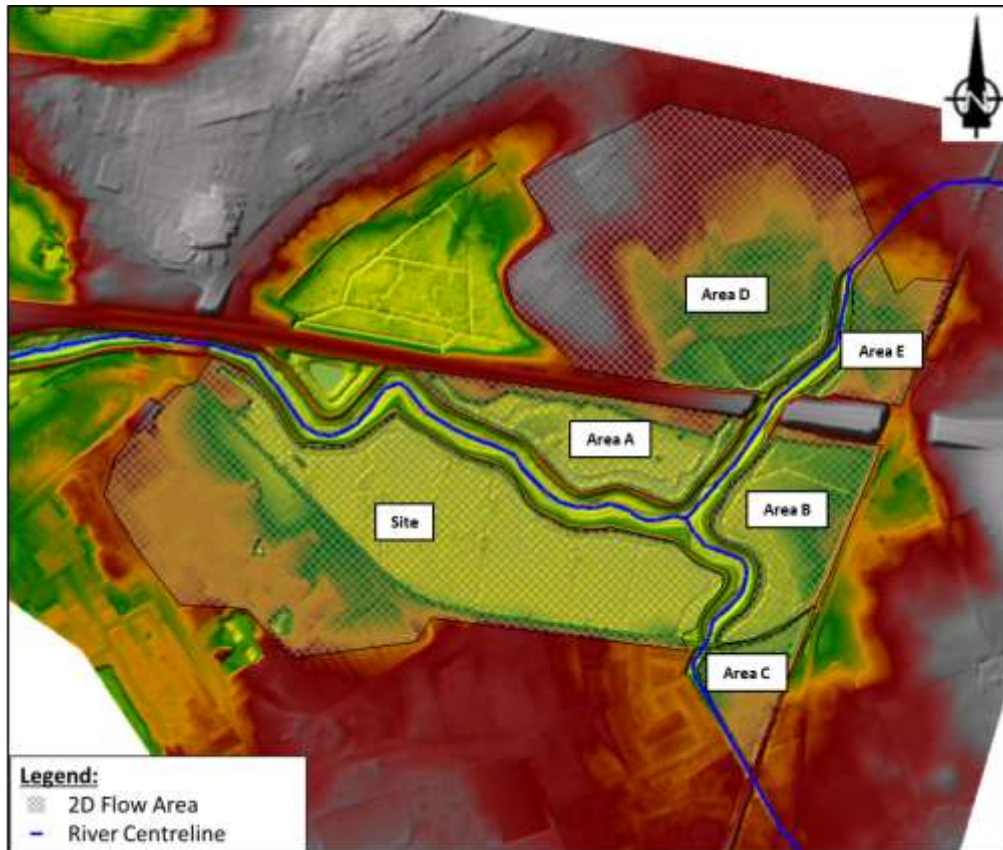 N
Area D
Area E
Area A
Site
Area B
Area C
Legend:
2D Flow Area
River Centreline